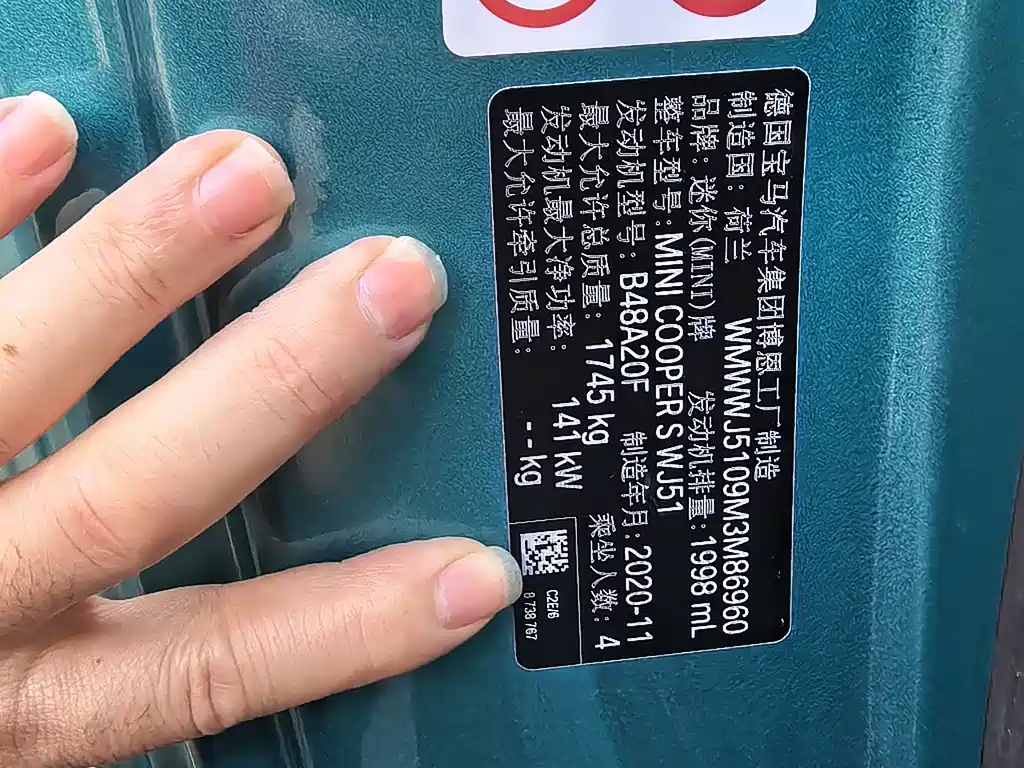 德国宝马汽车集团博恩工厂制造
制造国：荷兰 WMWWJ5109M3M86960
品牌：迷你(MINI)牌 发动机排量：1998 mL
整车型号：MINI COOPER S WJ51
发动机型号：B48A20F 制造年月：2020-11
最大允许总质量：1745 kg 乘坐人数：4
发动机最大净功率：141 kW
最大允许牵引质量：-- kg
C2E/6
8 738 767